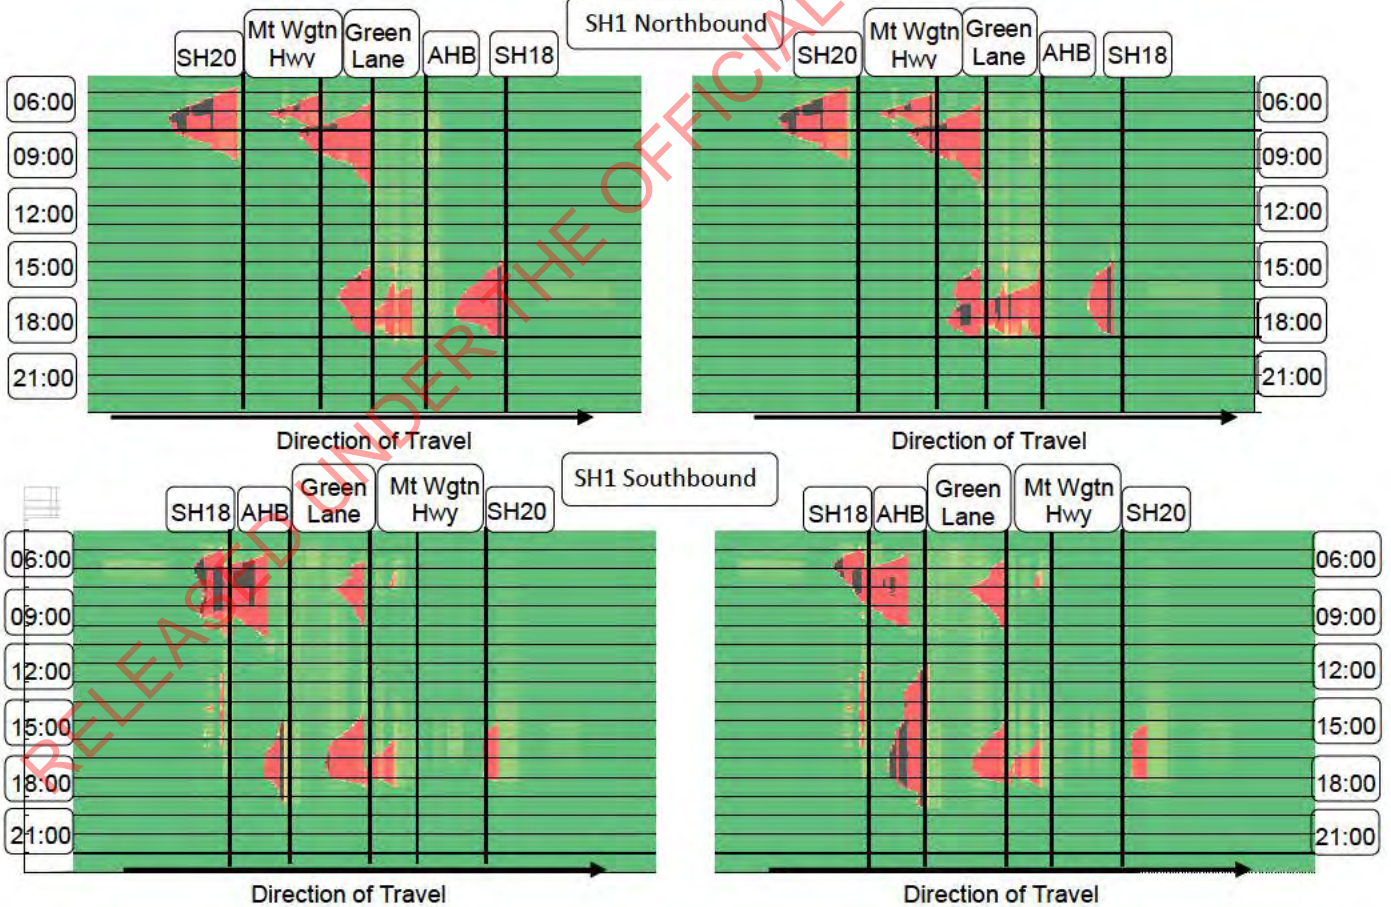 SH1 Northbound
SH20
Mt Wgtn
Hwy
Green
Lane
AHB
SH18
SH20
Mt Wgtn
Hwy
Green
Lane
AHB
SH18
06:00
09:00
12:00
15:00
18:00
21:00
06:00
09:00
12:00
15:00
18:00
21:00
Direction of Travel
Direction of Travel
SH1 Southbound
SH18
AHB
Green
Lane
Mt Wgtn
Hwy
SH20
SH18
AHB
Green
Lane
Mt Wgtn
Hwy
SH20
06:00
09:00
12:00
15:00
18:00
21:00
06:00
09:00
12:00
15:00
18:00
21:00
Direction of Travel
Direction of Travel
RELEASED UNDER THE OFFICIAL